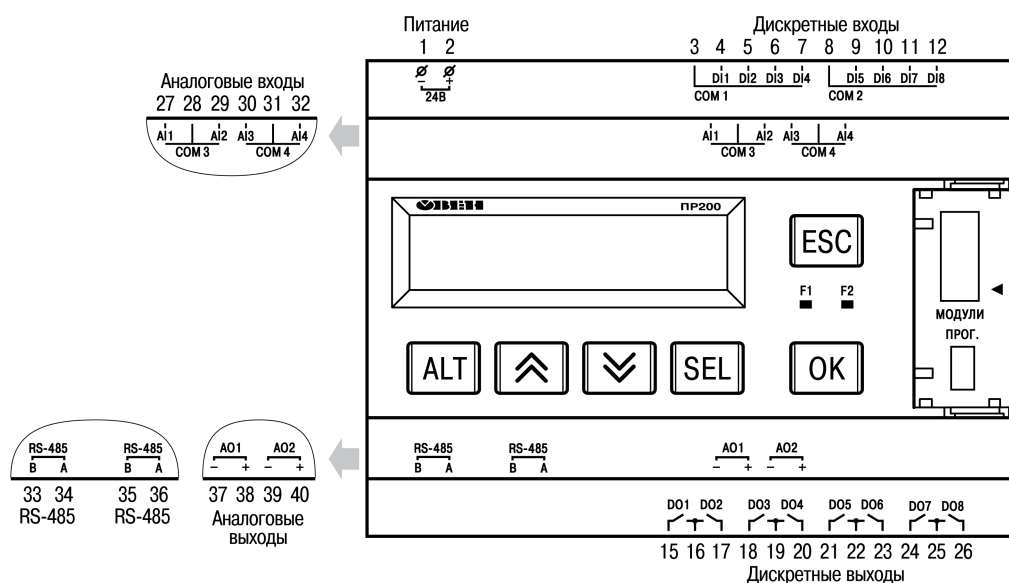 Питание
Дискретные входы
1 2
3 4 5 6 7 8 9 10 11 12
- +
24В
DI1 DI2 DI3 DI4 DI5 DI6 DI7 DI8
COM 1 COM 2
Аналоговые входы
27 28 29 30 31 32
AI1 AI2 AI3 AI4
COM 3 COM 4
AI1 AI2 AI3 AI4
COM 3 COM 4
ОВЕН ПР200
ESC
F1 F2
МОДУЛИ
ПРОГ.
ALT SEL OK
RS-485 RS-485 AO1 AO2
B A B A - + - +
33 34 35 36 37 38 39 40
RS-485 RS-485 Аналоговые
выходы
RS-485 RS-485 AO1 AO2
B A B A - + - +
DO1 DO2 DO3 DO4 DO5 DO6 DO7 DO8
15 16 17 18 19 20 21 22 23 24 25 26
Дискретные выходы